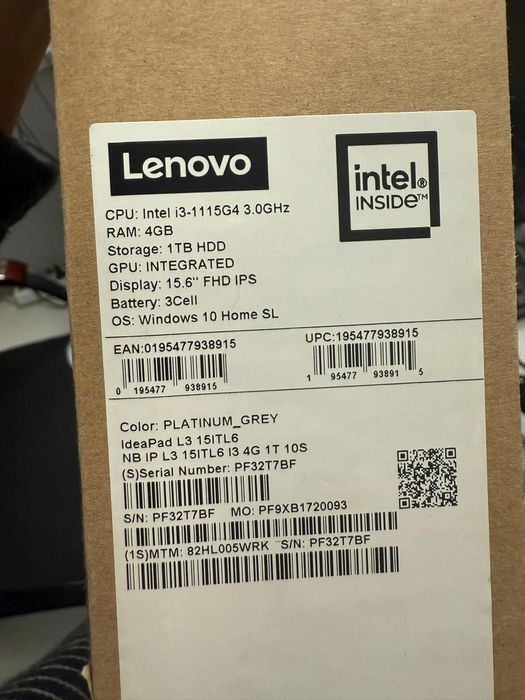 Lenovo
intel®
INSIDE™
CPU: Intel i3-1115G4 3.0GHz
RAM: 4GB
Storage: 1TB HDD
GPU: INTEGRATED
Display: 15.6" FHD IPS
Battery: 3Cell
OS: Windows 10 Home SL
EAN:0195477938915
UPC:195477938915
0 195477 938915
1 95477 93891 5
Color: PLATINUM_GREY
IdeaPad L3 15ITL6
NB IP L3 15ITL6 I3 4G 1T 10S
(S)Serial Number: PF32T7BF
S/N: PF32T7BF MO: PF9XB1720093
(1S)MTM: 82HL005WRK S/N: PF32T7BF